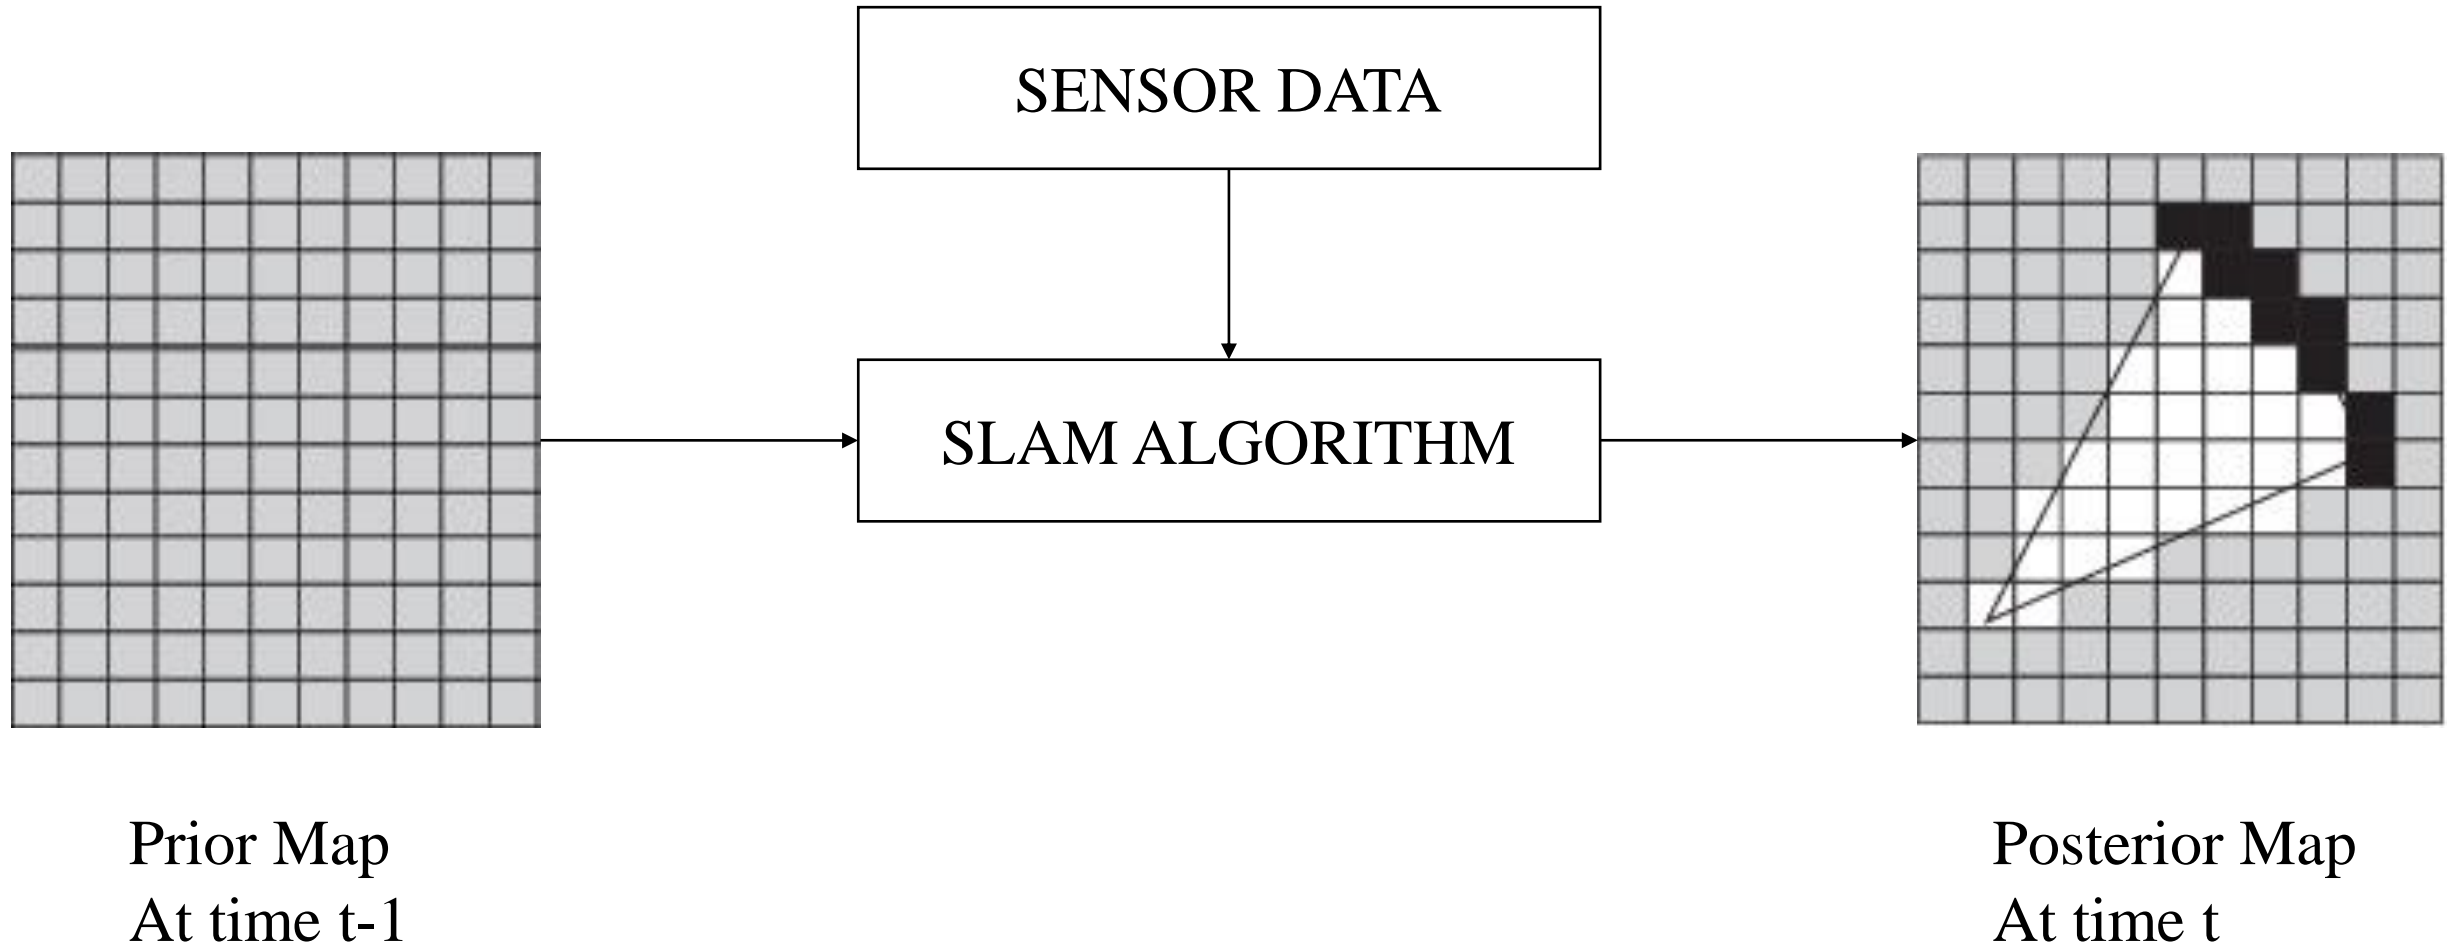 SENSOR DATA
SLAM ALGORITHM
Prior Map
At time t-1
Posterior Map
At time t